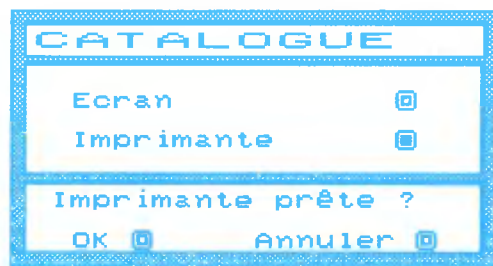 CATALOGUE
Ecran
Imprimante
Imprimante prête ?
OK Annuler